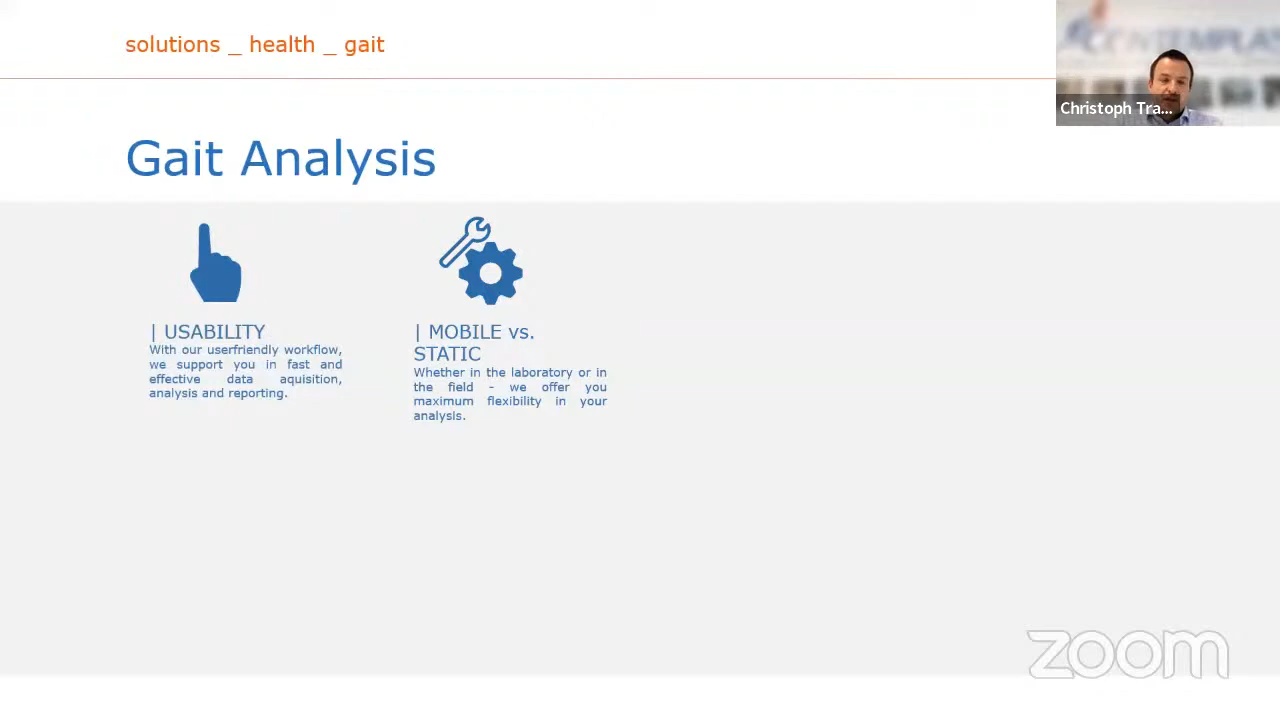 solutions _ health _ gait
Christoph Tra...
Gait Analysis
| USABILITY
With our userfriendly workflow,
we support you in fast and
effective data aquisition,
analysis and reporting.
| MOBILE vs.
STATIC
Whether in the laboratory or in
the field - we offer you
maximum flexibility in your
analysis.
zoom